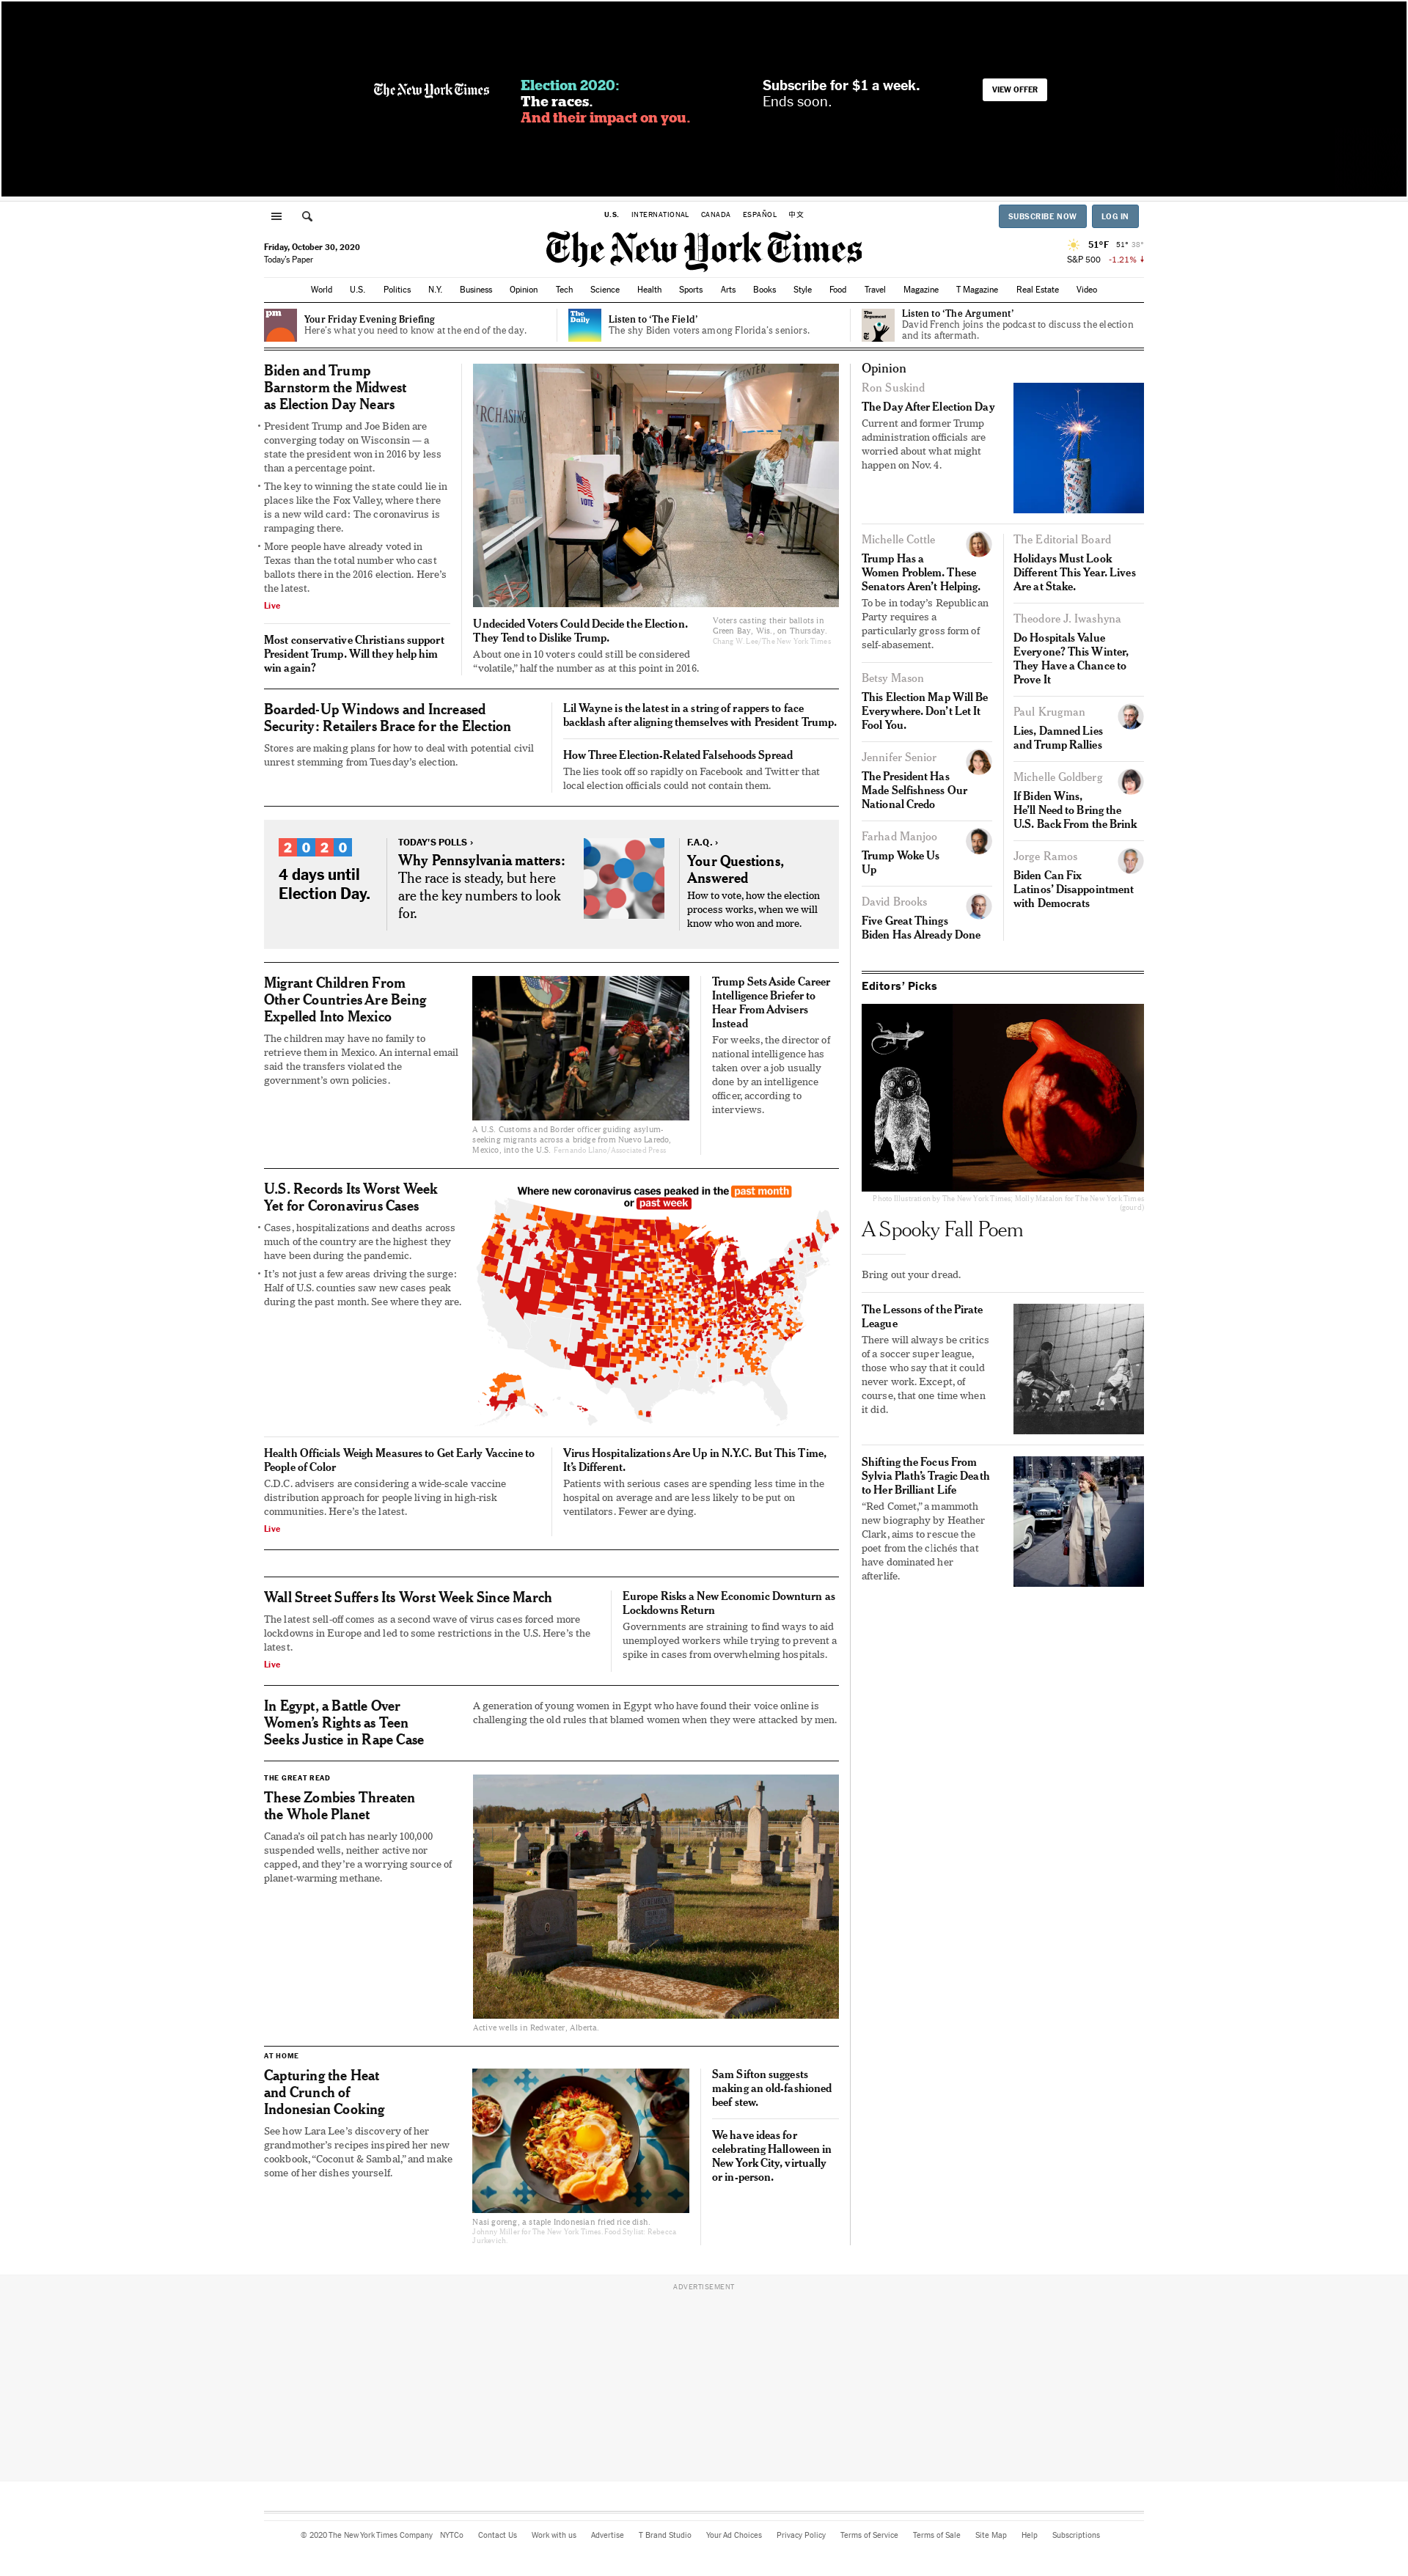 The New York Times
Election 2020:
The races.
And their impact on you.
Subscribe for $1 a week.
Ends soon.
VIEW OFFER
U.S. INTERNATIONAL CANADA ESPAÑOL 中文
SUBSCRIBE NOW LOG IN
Friday, October 30, 2020
Today's Paper
The New York Times
51°F 51° 38°
S&P 500 -1.21%
World U.S. Politics N.Y. Business Opinion Tech Science Health Sports Arts Books Style Food Travel Magazine T Magazine Real Estate Video
pm
Your Friday Evening Briefing
Here's what you need to know at the end of the day.
The
Daily
Listen to ‘The Field’
The shy Biden voters among Florida's seniors.
The
Argument
Listen to ‘The Argument’
David French joins the podcast to discuss the election
and its aftermath.
Biden and Trump
Barnstorm the Midwest
as Election Day Nears
• President Trump and Joe Biden are
converging today on Wisconsin — a
state the president won in 2016 by less
than a percentage point.
• The key to winning the state could lie in
places like the Fox Valley, where there
is a new wild card: The coronavirus is
rampaging there.
• More people have already voted in
Texas than the total number who cast
ballots there in the 2016 election. Here's
the latest.
Live
Most conservative Christians support
President Trump. Will they help him
win again?
VOTE
Undecided Voters Could Decide the Election.
They Tend to Dislike Trump.
About one in 10 voters could still be considered
“volatile,” half the number as at this point in 2016.
Voters casting their ballots in
Green Bay, Wis., on Thursday.
Chang W. Lee/The New York Times
Boarded-Up Windows and Increased
Security: Retailers Brace for the Election
Stores are making plans for how to deal with potential civil
unrest stemming from Tuesday's election.
Lil Wayne is the latest in a string of rappers to face
backlash after aligning themselves with President Trump.
How Three Election-Related Falsehoods Spread
The lies took off so rapidly on Facebook and Twitter that
local election officials could not contain them.
2020
4 days until
Election Day.
TODAY'S POLLS ›
Why Pennsylvania matters:
The race is steady, but here
are the key numbers to look
for.
F.A.Q. ›
Your Questions,
Answered
How to vote, how the election
process works, when we will
know who won and more.
Migrant Children From
Other Countries Are Being
Expelled Into Mexico
The children may have no family to
retrieve them in Mexico. An internal email
said the transfers violated the
government's own policies.
A U.S. Customs and Border officer guiding asylum-
seeking migrants across a bridge from Nuevo Laredo,
Mexico, into the U.S. Fernando Llano/Associated Press
Trump Sets Aside Career
Intelligence Briefer to
Hear From Advisers
Instead
For weeks, the director of
national intelligence has
taken over a job usually
done by an intelligence
officer, according to
interviews.
U.S. Records Its Worst Week
Yet for Coronavirus Cases
• Cases, hospitalizations and deaths across
much of the country are the highest they
have been during the pandemic.
• It's not just a few areas driving the surge:
Half of U.S. counties saw new cases peak
during the past month. See where they are.
Where new coronavirus cases peaked in the past month
or past week
Health Officials Weigh Measures to Get Early Vaccine to
People of Color
C.D.C. advisers are considering a wide-scale vaccine
distribution approach for people living in high-risk
communities. Here's the latest.
Live
Virus Hospitalizations Are Up in N.Y.C. But This Time,
It's Different.
Patients with serious cases are spending less time in the
hospital on average and are less likely to be put on
ventilators. Fewer are dying.
Wall Street Suffers Its Worst Week Since March
The latest sell-off comes as a second wave of virus cases forced more
lockdowns in Europe and led to some restrictions in the U.S. Here's the
latest.
Live
Europe Risks a New Economic Downturn as
Lockdowns Return
Governments are straining to find ways to aid
unemployed workers while trying to prevent a
spike in cases from overwhelming hospitals.
In Egypt, a Battle Over
Women's Rights as Teen
Seeks Justice in Rape Case
A generation of young women in Egypt who have found their voice online is
challenging the old rules that blamed women when they were attacked by men.
THE GREAT READ
These Zombies Threaten
the Whole Planet
Canada's oil patch has nearly 100,000
suspended wells, neither active nor
capped, and they're a worrying source of
planet-warming methane.
Active wells in Redwater, Alberta.
AT HOME
Capturing the Heat
and Crunch of
Indonesian Cooking
See how Lara Lee's discovery of her
grandmother's recipes inspired her new
cookbook, “Coconut & Sambal,” and make
some of her dishes yourself.
Nasi goreng, a staple Indonesian fried rice dish.
Johnny Miller for The New York Times. Food Stylist: Rebecca
Jurkevich.
Sam Sifton suggests
making an old-fashioned
beef stew.
We have ideas for
celebrating Halloween in
New York City, virtually
or in-person.
Opinion
Ron Suskind
The Day After Election Day
Current and former Trump
administration officials are
worried about what might
happen on Nov. 4.
Michelle Cottle
Trump Has a
Women Problem. These
Senators Aren't Helping.
To be in today's Republican
Party requires a
particularly gross form of
self-abasement.
Betsy Mason
This Election Map Will Be
Everywhere. Don't Let It
Fool You.
Jennifer Senior
The President Has
Made Selfishness Our
National Credo
Farhad Manjoo
Trump Woke Us
Up
David Brooks
Five Great Things
Biden Has Already Done
The Editorial Board
Holidays Must Look
Different This Year. Lives
Are at Stake.
Theodore J. Iwashyna
Do Hospitals Value
Everyone? This Winter,
They Have a Chance to
Prove It
Paul Krugman
Lies, Damned Lies
and Trump Rallies
Michelle Goldberg
If Biden Wins,
He'll Need to Bring the
U.S. Back From the Brink
Jorge Ramos
Biden Can Fix
Latinos' Disappointment
with Democrats
Editors' Picks
Photo Illustration by The New York Times; Molly Matalon for The New York Times
(gourd)
A Spooky Fall Poem
Bring out your dread.
The Lessons of the Pirate
League
There will always be critics
of a soccer super league,
those who say that it could
never work. Except, of
course, that one time when
it did.
Shifting the Focus From
Sylvia Plath's Tragic Death
to Her Brilliant Life
“Red Comet,” a mammoth
new biography by Heather
Clark, aims to rescue the
poet from the clichés that
have dominated her
afterlife.
ADVERTISEMENT
© 2020 The New York Times Company NYTCo Contact Us Work with us Advertise T Brand Studio Your Ad Choices Privacy Policy Terms of Service Terms of Sale Site Map Help Subscriptions